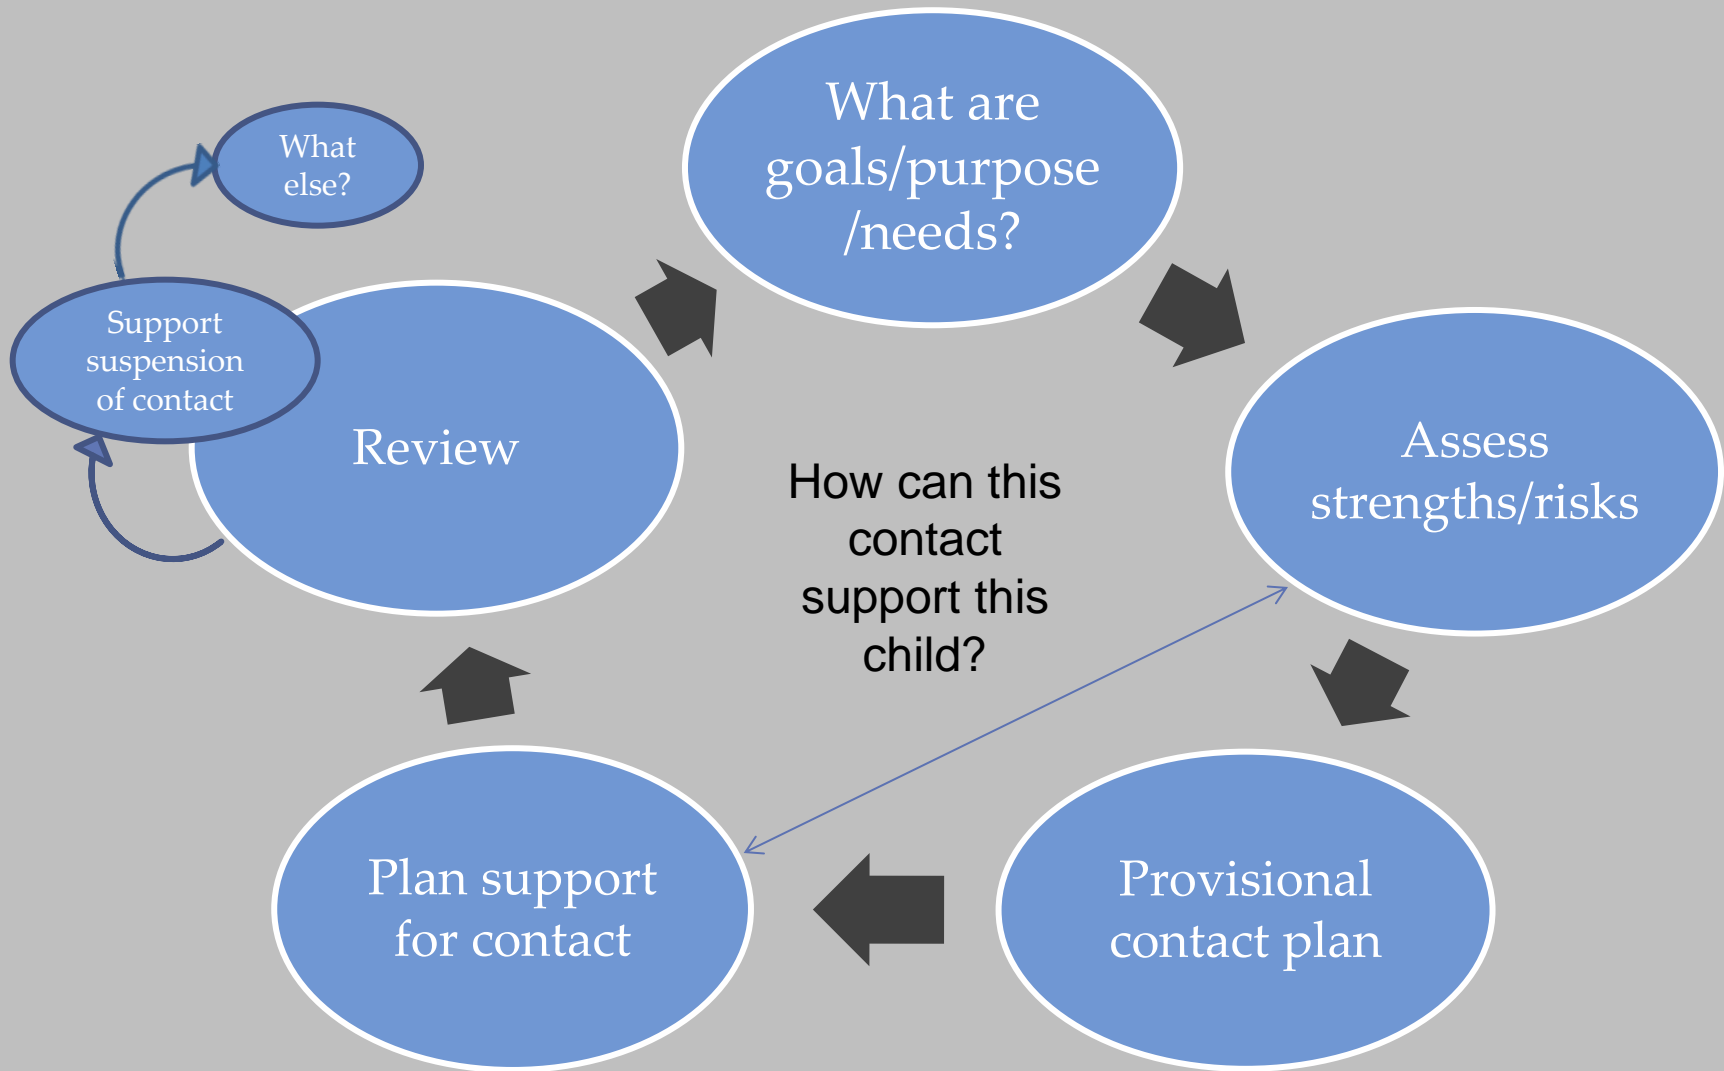 What are
goals/purpose
/needs?
Assess
strengths/risks
Provisional
contact plan
Plan support
for contact
Review
Support
suspension
of contact
What
else?
How can this
contact
support this
child?